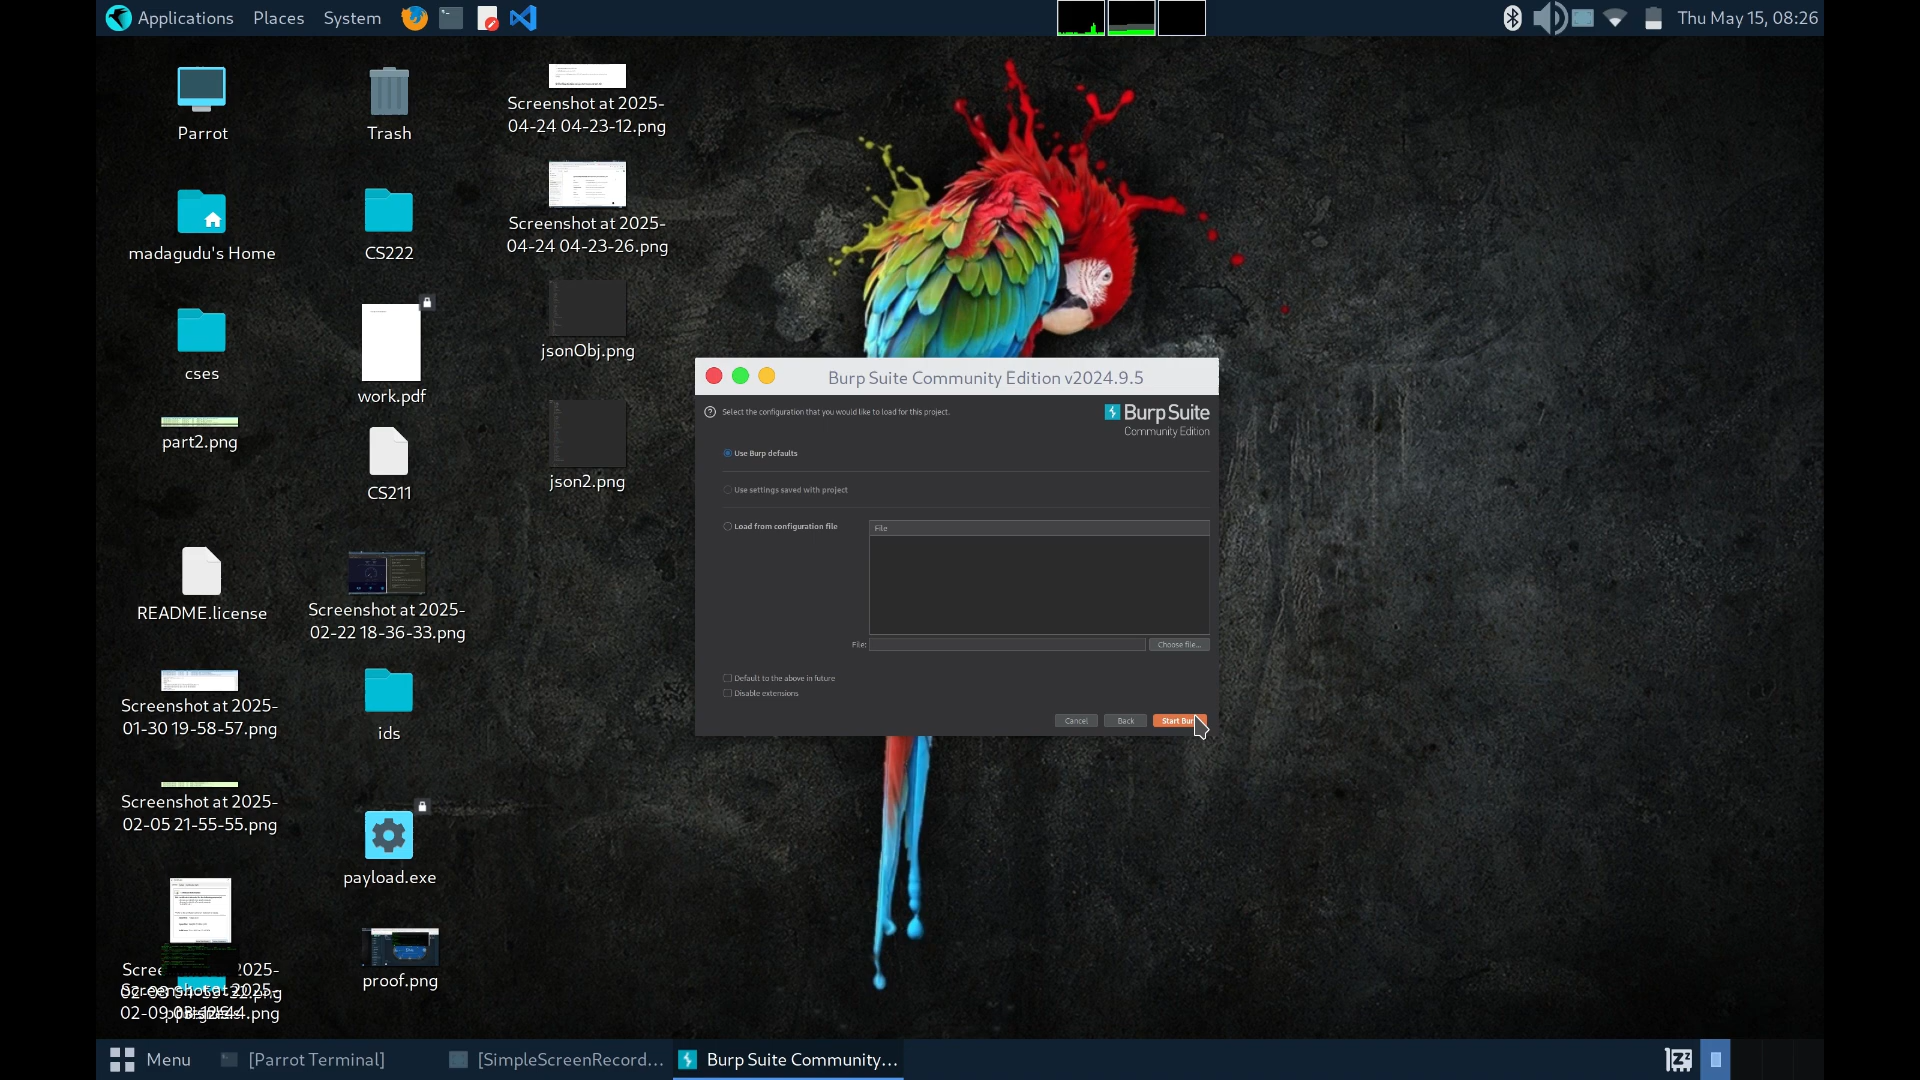 Applications Places System
Thu May 15, 08:26
Parrot
Trash
Screenshot at 2025-
04-24 04-23-12.png
madagudu's Home
CS222
Screenshot at 2025-
04-24 04-23-26.png
cses
work.pdf
jsonObj.png
part2.png
CS211
json2.png
README.license
Screenshot at 2025-
02-22 18-36-33.png
Screenshot at 2025-
01-30 19-58-57.png
ids
Screenshot at 2025-
02-05 21-55-55.png
payload.exe
proof.png
Burp Suite Community Edition v2024.9.5
Select the configuration that you would like to load for this project.
Burp Suite
Community Edition
Use Burp defaults
Use settings saved with project
Load from configuration file
File
File:
Choose file...
Default to the above in future
Disable extensions
Cancel
Back
Start Bur
Menu
[Parrot Terminal]
[SimpleScreenRecord...
Burp Suite Community...